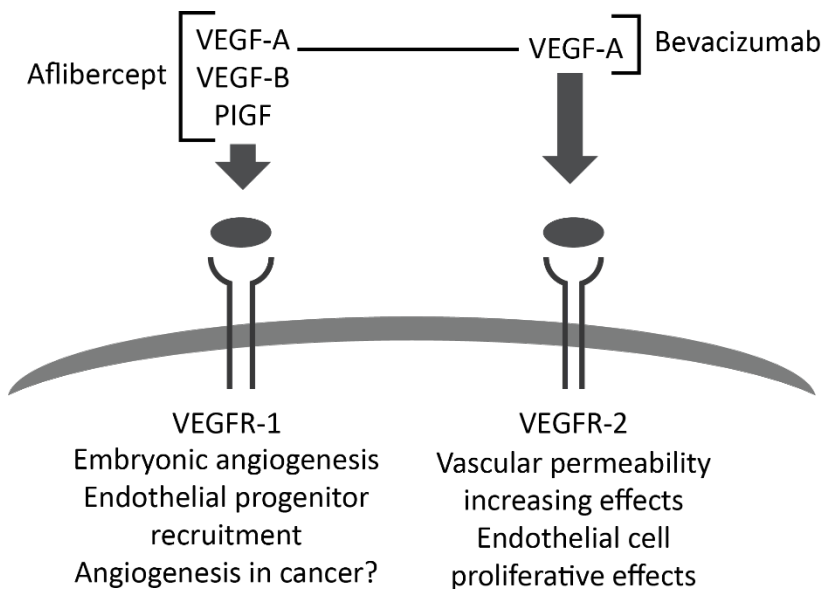 Aflibercept
VEGF-A
VEGF-B
PIGF
VEGF-A
Bevacizumab
VEGFR-1
Embryonic angiogenesis
Endothelial progenitor
recruitment
Angiogenesis in cancer?
VEGFR-2
Vascular permeability
increasing effects
Endothelial cell
proliferative effects